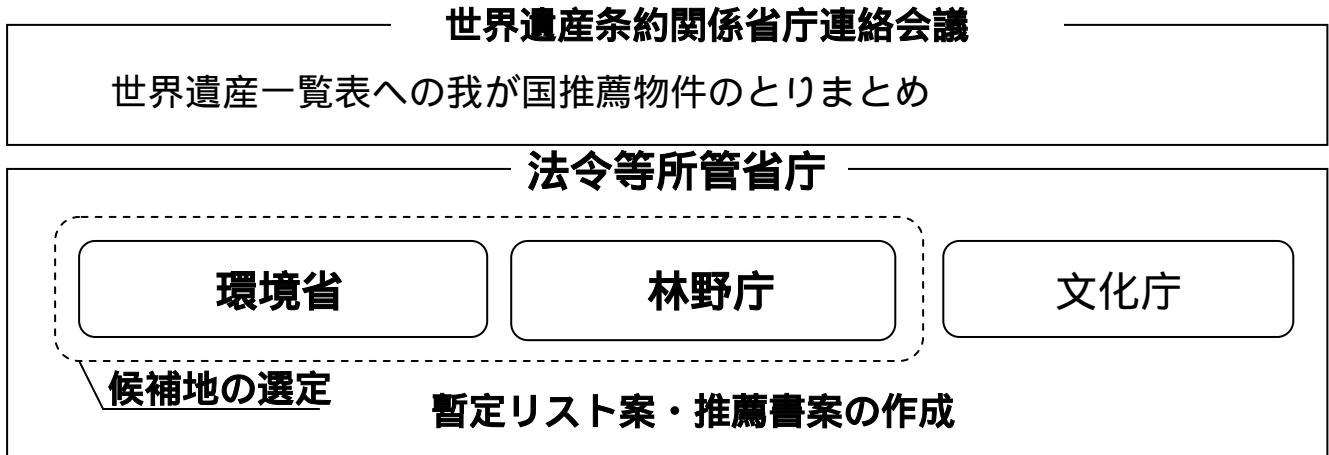 世界遺産条約関係省庁連絡会議
世界遺産一覧表への我が国推薦物件のとりまとめ
法令等所管省庁
環境省
林野庁
文化庁
候補地の選定
暫定リスト案・推薦書案の作成